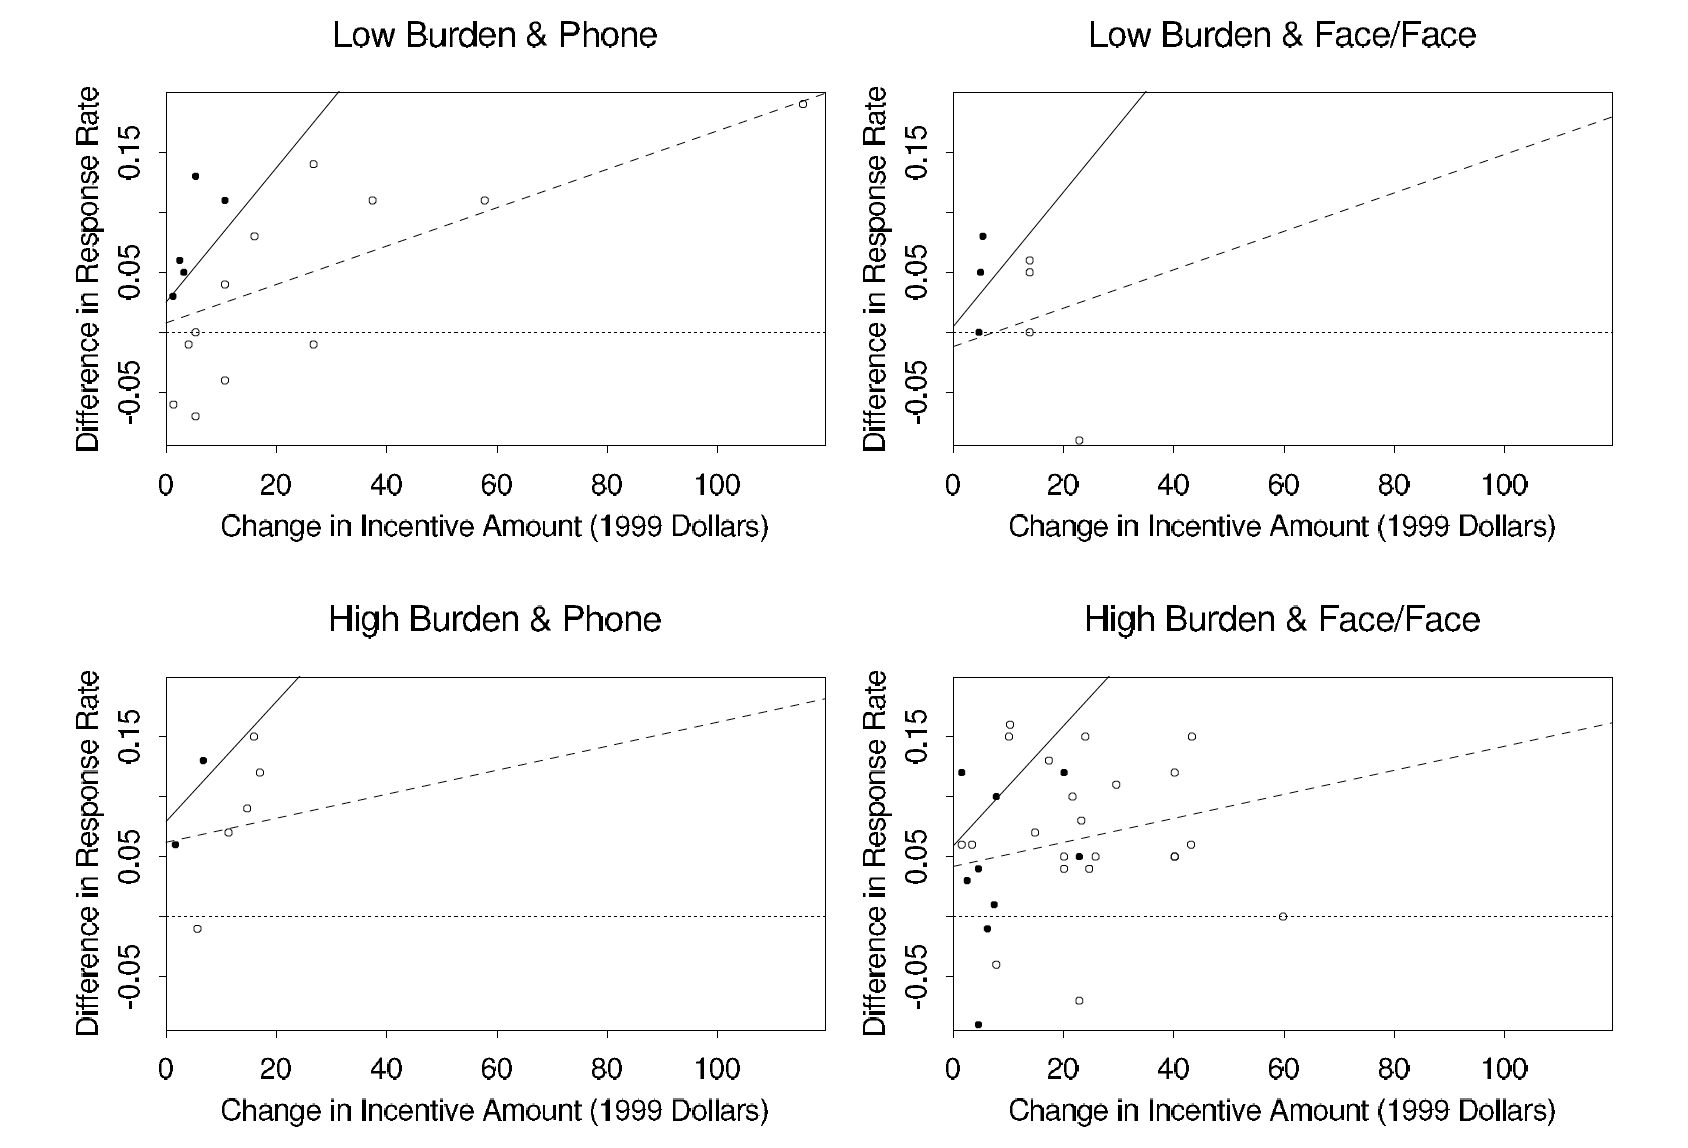 Low Burden & Phone
Difference in Response Rate
0.15
0.05
-0.05
0 20 40 60 80 100
Change in Incentive Amount (1999 Dollars)
Low Burden & Face/Face
Difference in Response Rate
0.15
0.05
-0.05
0 20 40 60 80 100
Change in Incentive Amount (1999 Dollars)
High Burden & Phone
Difference in Response Rate
0.15
0.05
-0.05
0 20 40 60 80 100
Change in Incentive Amount (1999 Dollars)
High Burden & Face/Face
Difference in Response Rate
0.15
0.05
-0.05
0 20 40 60 80 100
Change in Incentive Amount (1999 Dollars)